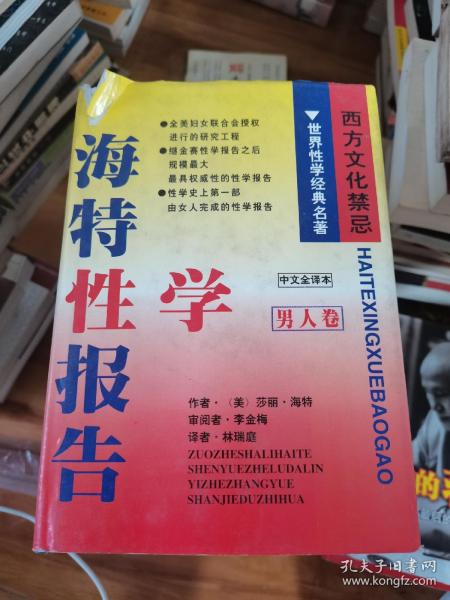 西方文化禁忌
▼世界性学经典名著
●全美妇女联合会授权
进行的研究工程
●继金赛性学报告之后
规模最大
最具权威性的性学报告
●性学史上第一部
由女人完成的性学报告
海特性学报告
HAITEXINGXUEBAOGAO
中文全译本
男人卷
作者·〈美〉莎丽·海特
审阅者·李金梅
译者·林瑞庭
ZUOZHESHALIHAITE
SHENYUEZHELUDALIN
YIZHEZHANGYUE
SHANJIEDUZHIHUA
的
孔夫子旧书网
www.kongfz.com